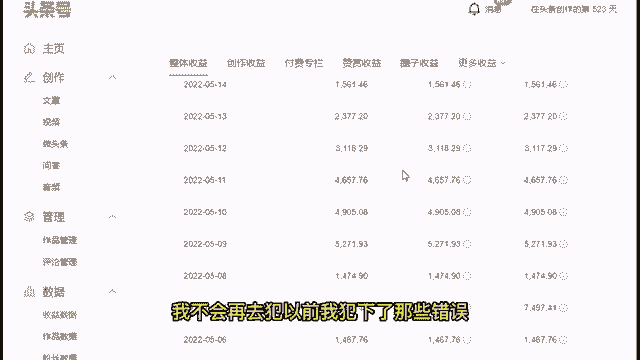 头条号
消息
在头条创作的第 523 天
主页
整体收益 创作收益 付费专栏 赞赏收益 圈子收益 更多收益
创作
2022-05-14 1,561.46 1,561.46 1,561.46
文章
视频
2022-05-13 2,377.20 2,377.20 2,377.20
微头条
2022-05-12 3,118.29 3,118.29 3,117.29
问答
音频
2022-05-11 4,657.76 4,657.76 4,657.76
管理
2022-05-10 4,905.08 4,905.08 4,905.08
作品管理
2022-05-09 5,271.93 5,271.93 5,271.93
评论管理
2022-05-08 1,474.90 1,474.90 1,474.90
数据
我不会再去犯以前我犯下了那些错误
收益数据
作品数据
2022-05-06 1,467.76 1,467.76 1,467.76
粉丝数据